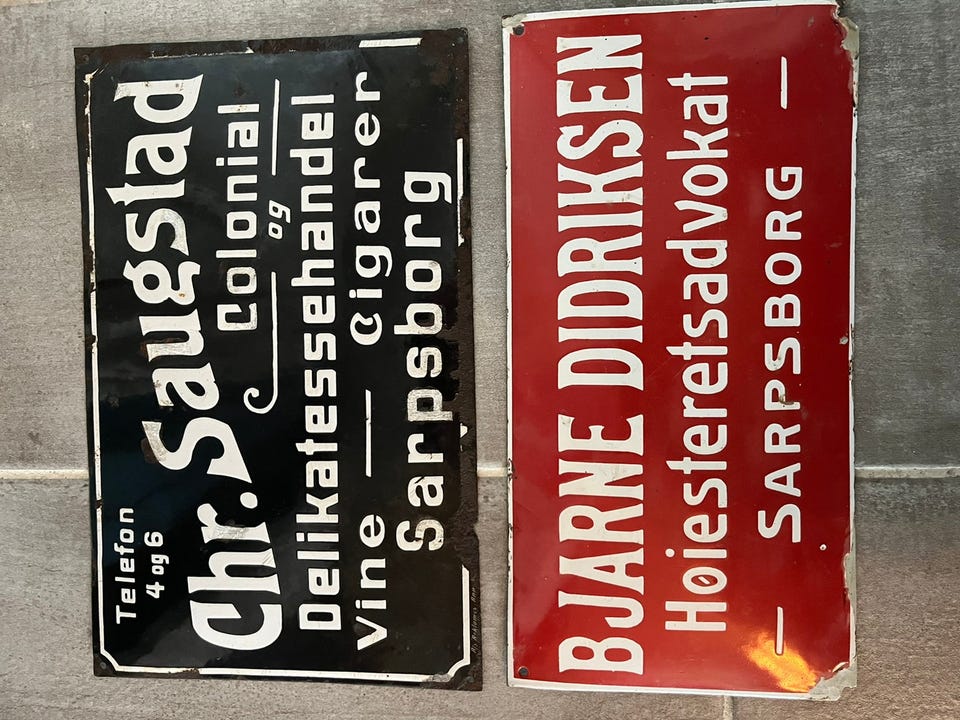 Telefon
4 og 6
Chr. Saugstad
Colonial
og
Delikatessehandel
Vine — Cigarer
Sarpsborg
BJARNE DIDRIKSEN
Høiesteretsadvokat
— SARPSBORG —